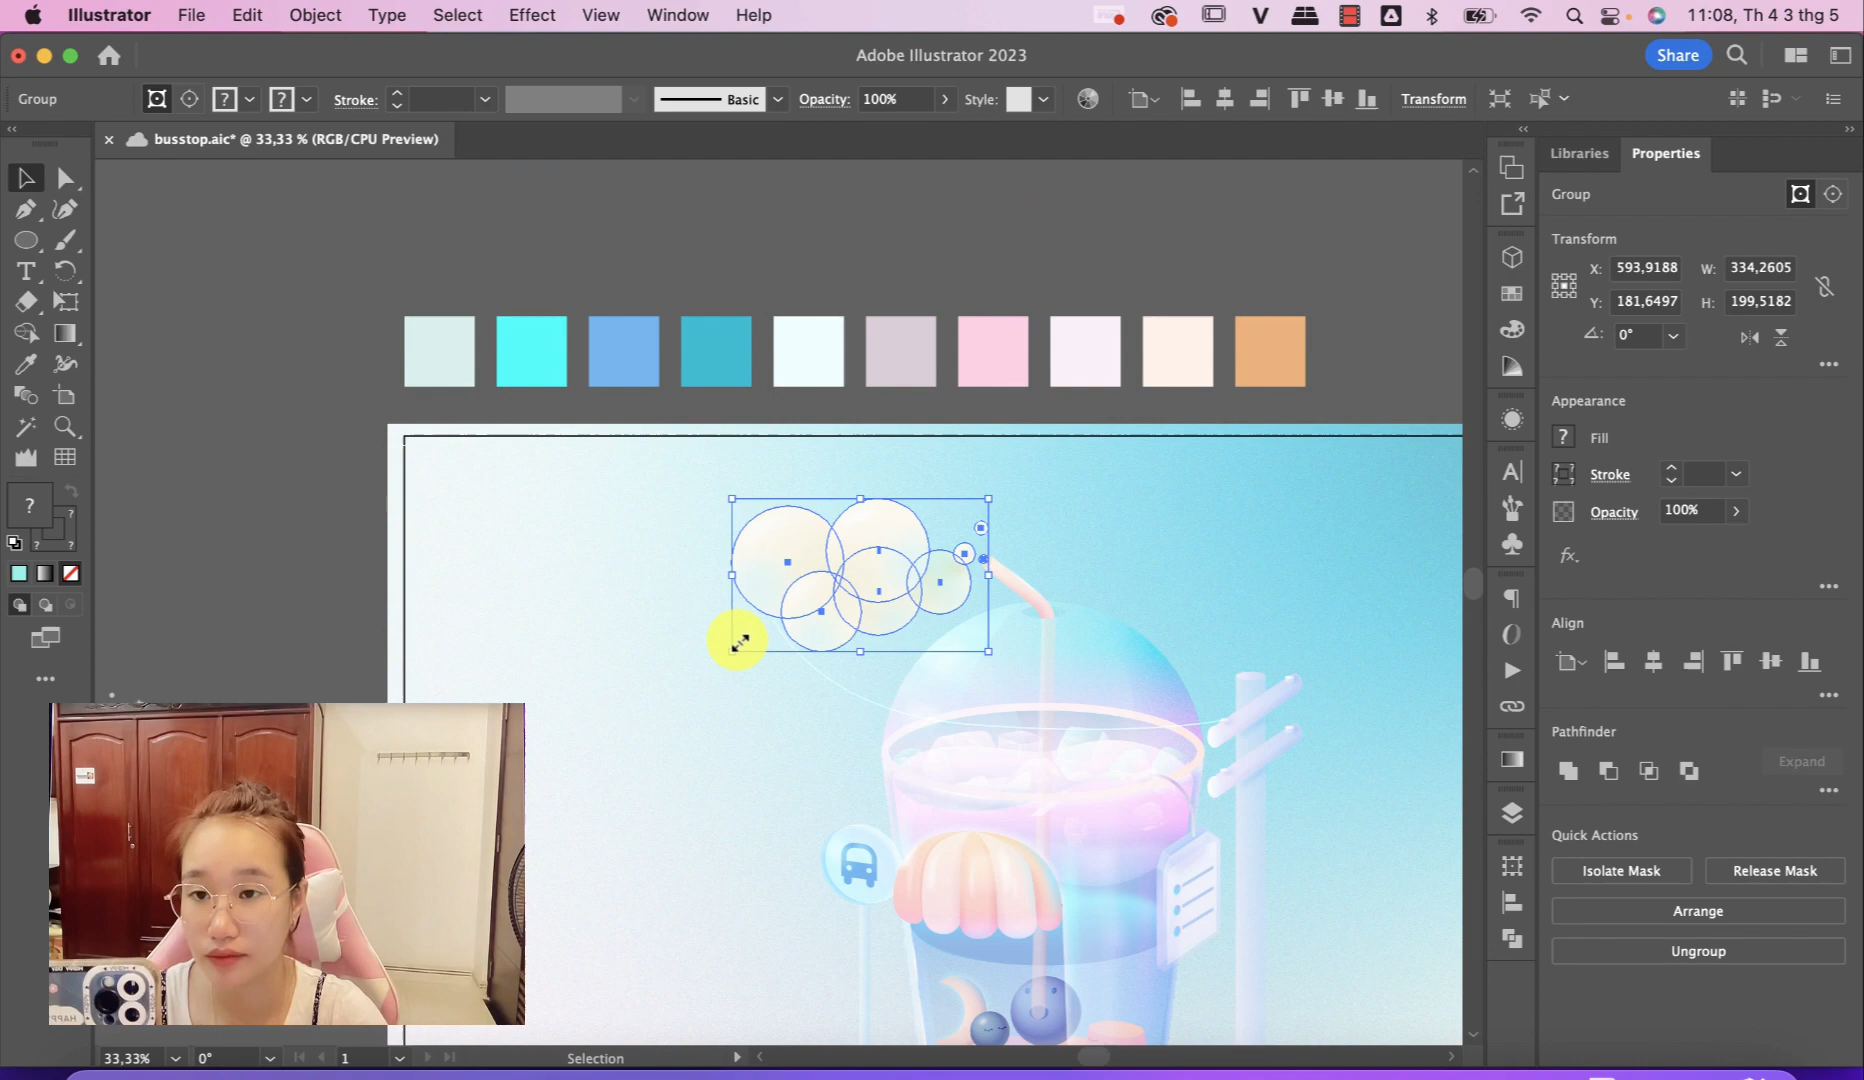 Illustrator File Edit Object Type Select Effect View Window Help
11:08, Th 4 3 thg 5
Adobe Illustrator 2023
Share
Group
Stroke:
Basic
Opacity: 100%
Style:
Transform
busstop.aic* @ 33,33 % (RGB/CPU Preview)
Libraries Properties
Group
Transform
X: 593,9188 W: 334,2605
Y: 181,6497 H: 199,5182
0°
Appearance
Fill
Stroke
Opacity 100%
Align
Pathfinder
Expand
Quick Actions
Isolate Mask Release Mask
Arrange
Ungroup
33,33% 0° 1 Selection